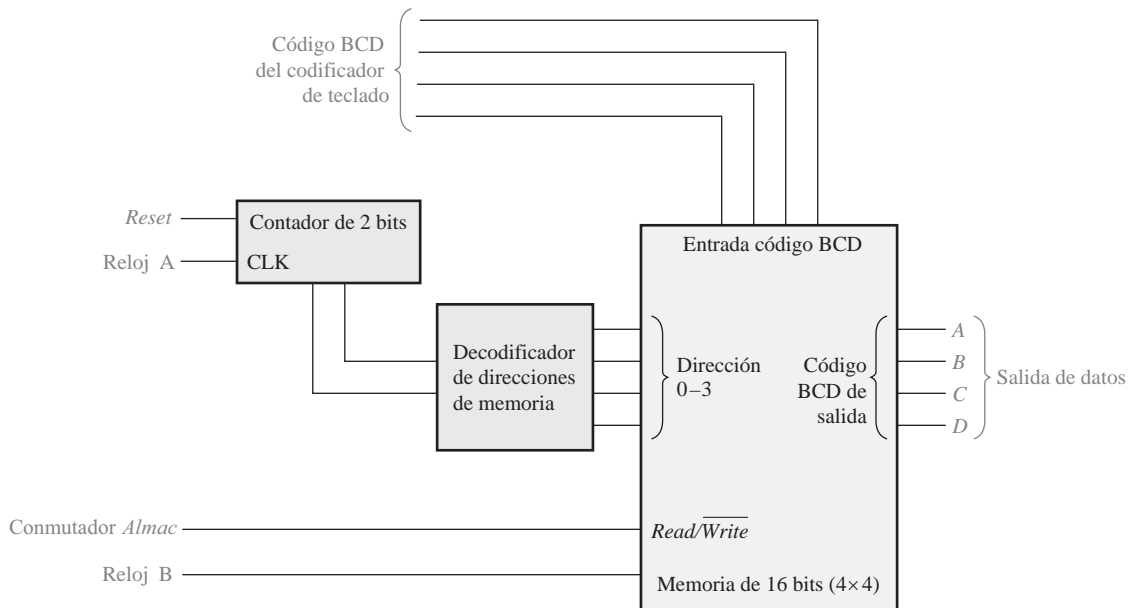 Código BCD
del codificador
de teclado
Reset
Contador de 2 bits
Reloj A
CLK
Entrada código BCD
Decodificador
de direcciones
de memoria
Dirección
0–3
Código
BCD de
salida
A
B
C
D
Salida de datos
Conmutador Almac
Read/Write
Reloj B
Memoria de 16 bits (4×4)